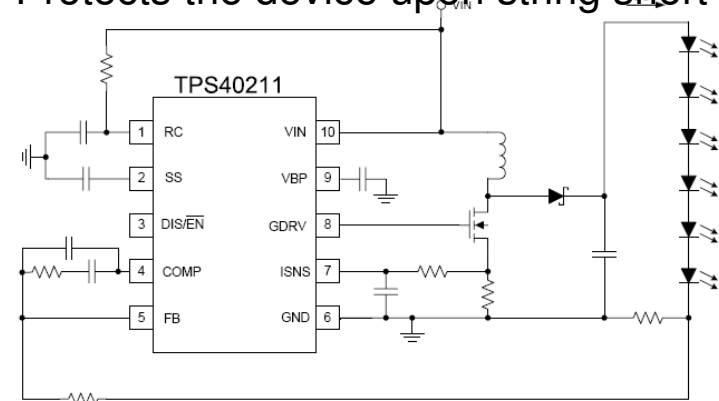 Protects the device upon string short
VIN
TPS40211
1 RC VIN 10
2 SS VBP 9
3 DIS/EN GDRV 8
4 COMP ISNS 7
5 FB GND 6